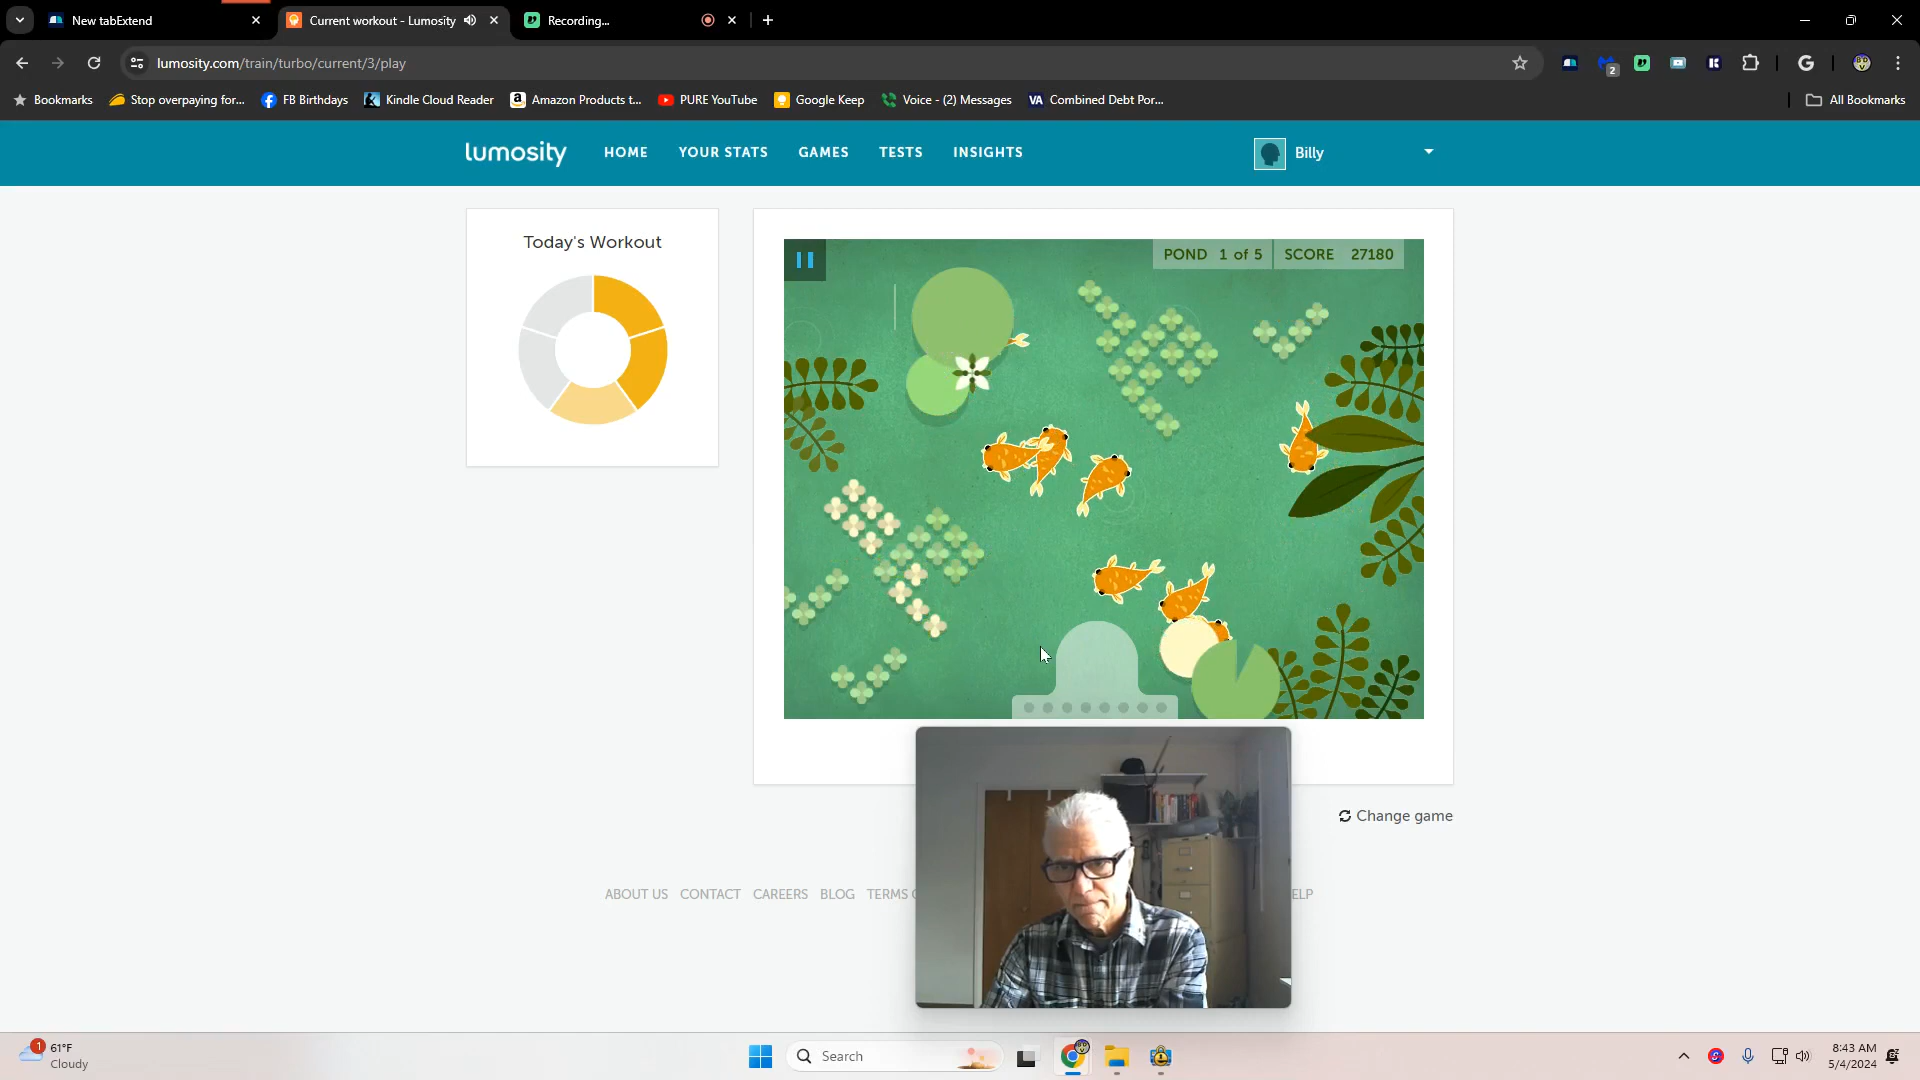 New tabExtend
Current workout - Lumosity
Recording...
lumosity.com/train/turbo/current/3/play
2
Bookmarks
Stop overpaying for...
FB Birthdays
Kindle Cloud Reader
Amazon Products t...
PURE YouTube
Google Keep
Voice - (2) Messages
VA Combined Debt Por...
All Bookmarks
lumosity
HOME
YOUR STATS
GAMES
TESTS
INSIGHTS
Billy
Today's Workout
POND 1 of 5
SCORE 27180
Change game
ABOUT US CONTACT CAREERS BLOG TERMS
ELP
1
61°F
Cloudy
Search
8:43 AM
5/4/2024